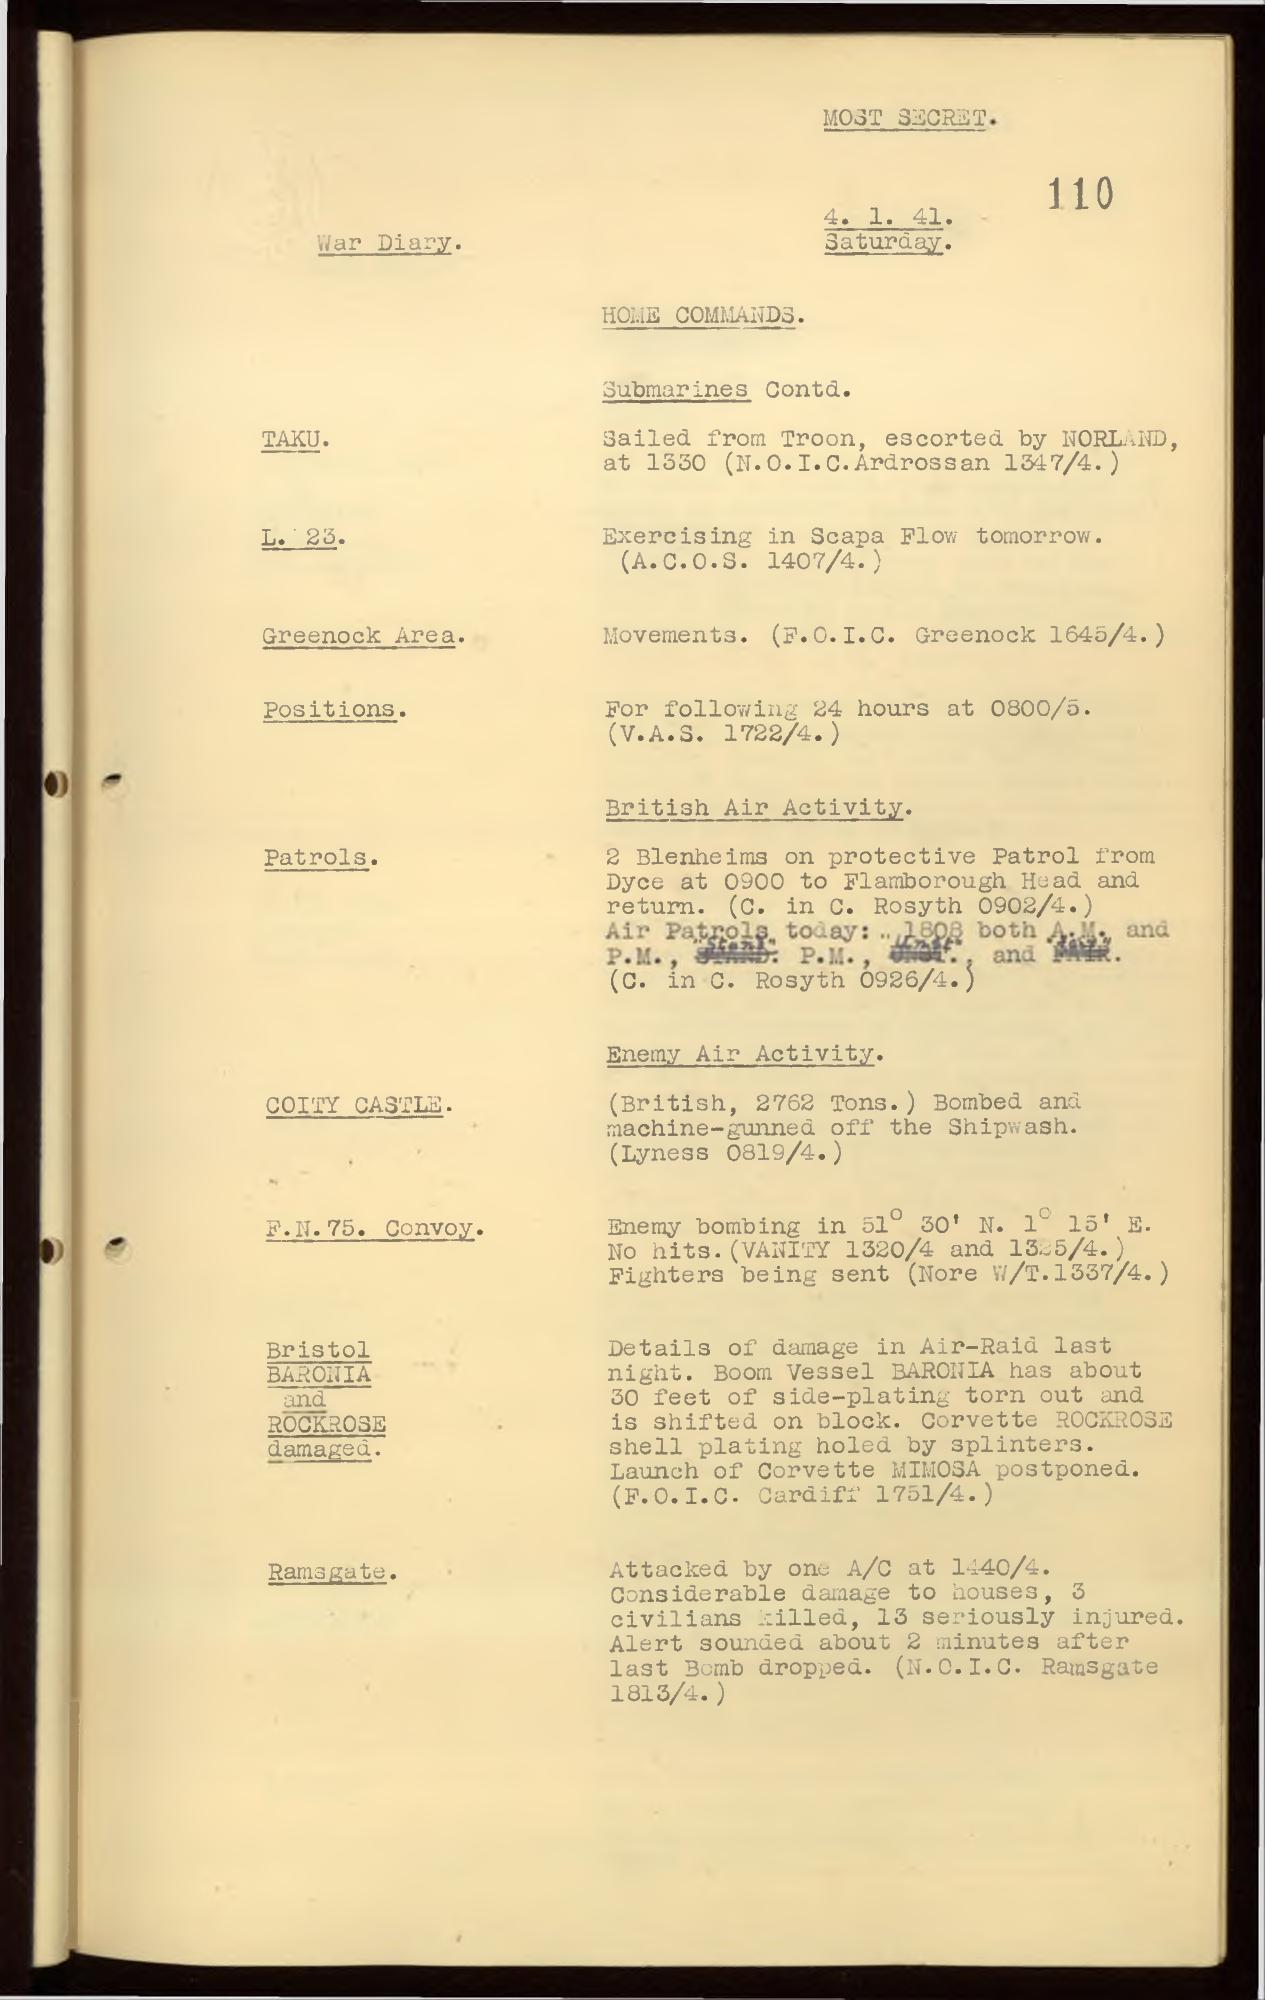 MOST SECRET.
110
4. 1. 41.
War Diary.
Saturday.
HOME COMMANDS.
Submarines Contd.
TAKU.
Sailed from Troon, escorted by NORLAND,
at 1330 (N.O.I.C.Ardrossan 1347/4.)
L. 23.
Exercising in Scapa Flow tomorrow.
(A.C.O.S. 1407/4.)
Greenock Area.
Movements. (F.O.I.C. Greenock 1645/4.)
Positions.
For following 24 hours at 0800/5.
(V.A.S. 1722/4.)
British Air Activity.
Patrols.
2 Blenheims on protective Patrol from
Dyce at 0900 to Flamborough Head and
return. (C. in C. Rosyth 0902/4.)
Air Patrols today: 1808 both A.M. and
P.M., "Stand" P.M., and
(C. in C. Rosyth 0926/4.)
Enemy Air Activity.
COITY CASTLE.
(British, 2762 Tons.) Bombed and
machine-gunned off the Shipwash.
(Lyness 0819/4.)
F.N.75. Convoy.
Enemy bombing in 51° 30' N. 1° 15' E.
No hits.(VANITY 1320/4 and
Fighters being sent (Nore W/T.1337/4.)
Bristol
BARONIA
and
ROCKROSE
damaged.
Details of damage in Air-Raid last
night. Boom Vessel BARONIA has about
30 feet of side-plating torn out and
is shifted on block. Corvette ROCKROSE
shell plating holed by splinters.
Launch of Corvette MIMOSA postponed.
(F.O.I.C. Cardiff 1751/4.)
Ramsgate.
Attacked by one A/C at 1440/4.
Considerable damage to houses, 3
civilians killed, 13 seriously injured.
Alert sounded about 2 minutes after
last Bomb dropped. (N.O.I.C. Ramsgate
1813/4.)